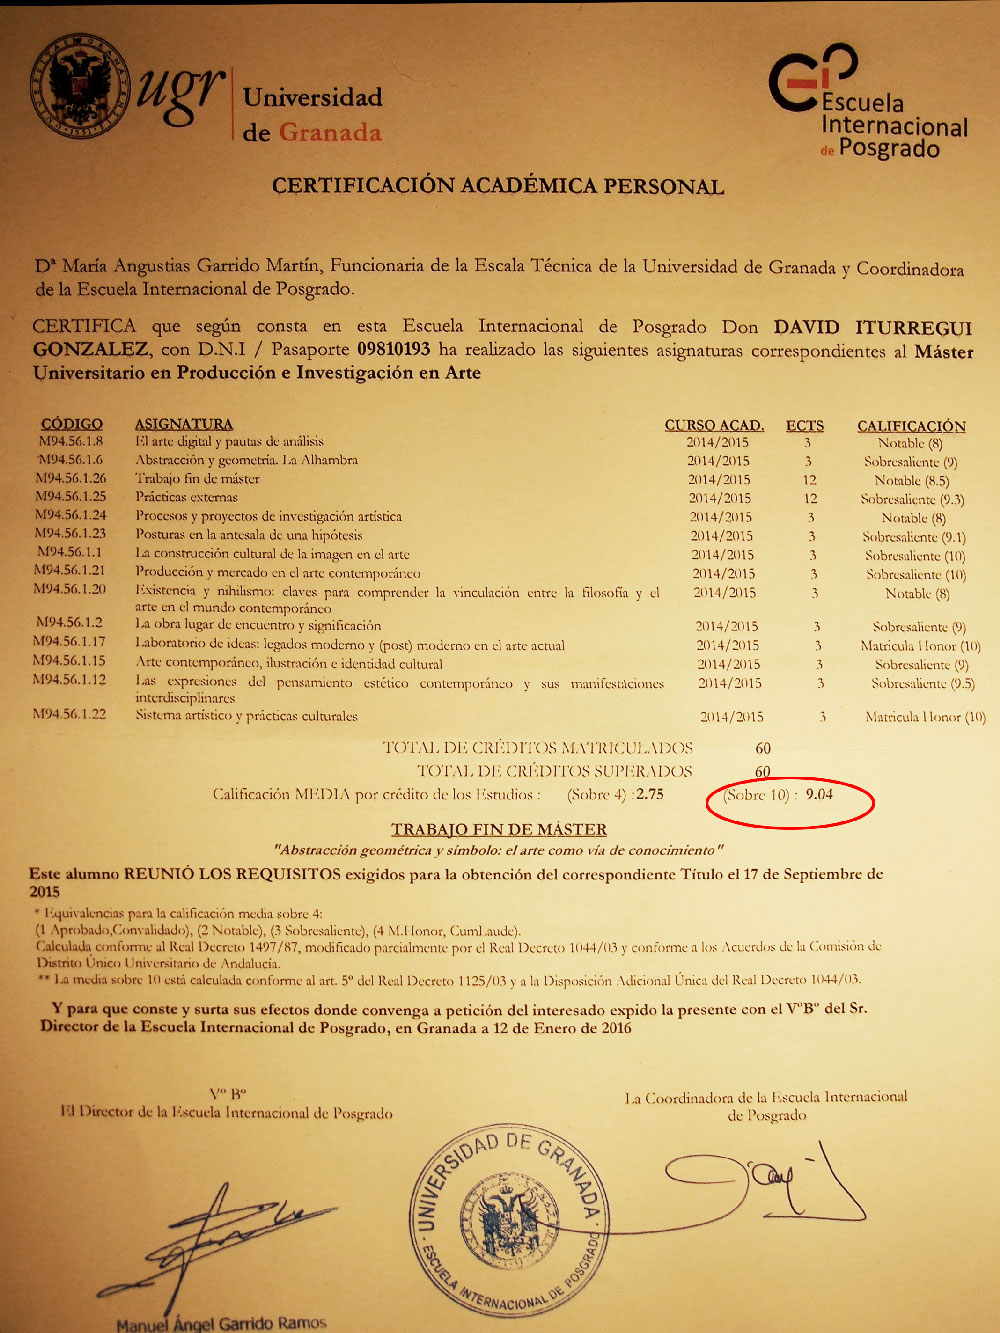 ugr
Universidad
de Granada
Escuela
Internacional
de Posgrado
CERTIFICACIÓN ACADÉMICA PERSONAL
Dª María Angustias Garrido Martín, Funcionaria de la Escala Técnica de la Universidad de Granada y Coordinadora
de la Escuela Internacional de Posgrado.
CERTIFICA que según consta en esta Escuela Internacional de Posgrado Don DAVID ITURREGUI
GONZALEZ, con D.N.I / Pasaporte 09810193 ha realizado las siguientes asignaturas correspondientes al Máster
Universitario en Producción e Investigación en Arte
CÓDIGO ASIGNATURA CURSO ACAD. ECTS CALIFICACIÓN
M94.56.1.8 El arte digital y pautas de análisis 2014/2015 3 Notable (8)
M94.56.1.6 Abstracción y geometría. La Alhambra 2014/2015 3 Sobresaliente (9)
M94.56.1.26 Trabajo fin de máster 2014/2015 12 Notable (8.5)
M94.56.1.25 Prácticas externas 2014/2015 12 Sobresaliente (9.3)
M94.56.1.24 Procesos y proyectos de investigación artística 2014/2015 3 Notable (8)
M94.56.1.23 Posturas en la antesala de una hipótesis 2014/2015 3 Sobresaliente (9.1)
M94.56.1.1 La construcción cultural de la imagen en el arte 2014/2015 3 Sobresaliente (10)
M94.56.1.21 Producción y mercado en el arte contemporáneo 2014/2015 3 Sobresaliente (10)
M94.56.1.20 Existencia y nihilismo: claves para comprender la vinculación entre la filosofía y el 2014/2015 3 Notable (8)
arte en el mundo contemporáneo
M94.56.1.2 La obra lugar de encuentro y significación 2014/2015 3 Sobresaliente (9)
M94.56.1.17 Laboratorio de ideas: legados moderno y (post) moderno en el arte actual 2014/2015 3 Matricula Honor (10)
M94.56.1.15 Arte contemporáneo, ilustración e identidad cultural 2014/2015 3 Sobresaliente (9)
M94.56.1.12 Las expresiones del pensamiento estético contemporáneo y sus manifestaciones 2014/2015 3 Sobresaliente (9.5)
interdisciplinares
M94.56.1.22 Sistema artístico y prácticas culturales 2014/2015 3 Matricula Honor (10)
TOTAL DE CRÉDITOS MATRICULADOS 60
TOTAL DE CRÉDITOS SUPERADOS 60
Calificación MEDIA por crédito de los Estudios : (Sobre 4) :2.75 (Sobre 10) : 9.04
TRABAJO FIN DE MÁSTER
"Abstracción geométrica y símbolo: el arte como vía de conocimiento"
Este alumno REUNIÓ LOS REQUISITOS exigidos para la obtención del correspondiente Título el 17 de Septiembre de
2015
* Equivalencias para la calificación media sobre 4:
(1 Aprobado,Convalidado), (2 Notable), (3 Sobresaliente), (4 M.Honor, CumLaude).
Calculada conforme al Real Decreto 1497/87, modificado parcialmente por el Real Decreto 1044/03 y conforme a los Acuerdos de la Comisión de
Distrito Único Universitario de Andalucía.
** La media sobre 10 está calculada conforme al art. 5º del Real Decreto 1125/03 y a la Disposición Adicional Única del Real Decreto 1044/03.
Y para que conste y surta sus efectos donde convenga a petición del interesado expido la presente con el VºBº del Sr.
Director de la Escuela Internacional de Posgrado, en Granada a 12 de Enero de 2016
Vº Bº
El Director de la Escuela Internacional de Posgrado
La Coordinadora de la Escuela Internacional
de Posgrado
UNIVERSIDAD DE GRANADA
ESCUELA INTERNACIONAL DE POSGRADO
Manuel Ángel Garrido Ramos